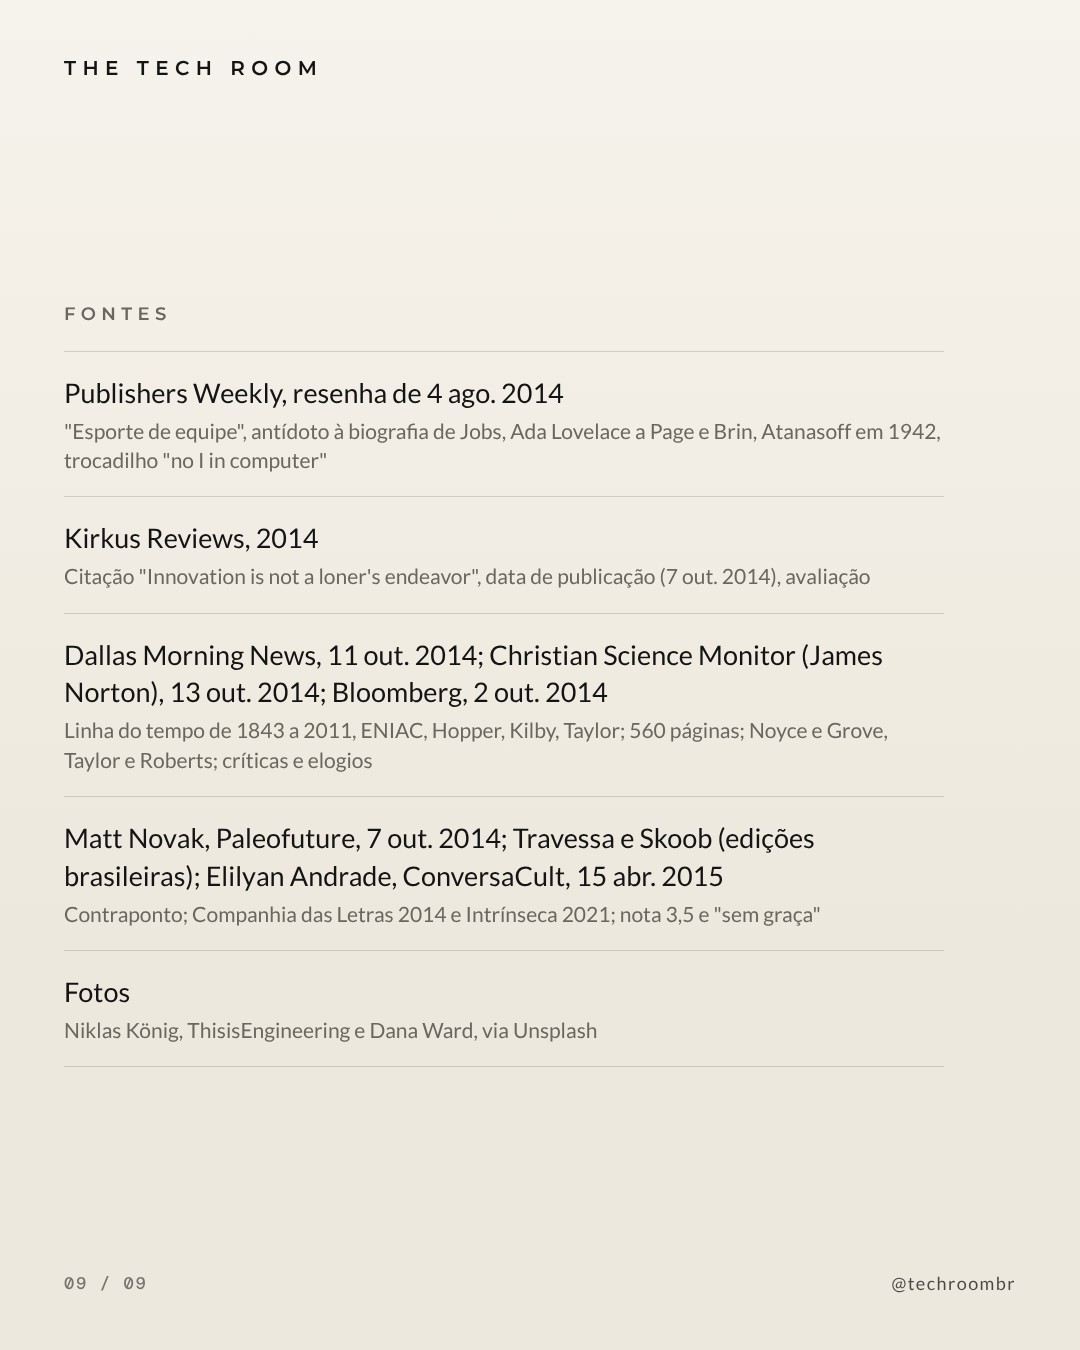 THE TECH ROOM
FONTES
Publishers Weekly, resenha de 4 ago. 2014
"Esporte de equipe", antídoto à biografia de Jobs, Ada Lovelace a Page e Brin, Atanasoff em 1942,
trocadilho "no I in computer"
Kirkus Reviews, 2014
Citação "Innovation is not a loner's endeavor", data de publicação (7 out. 2014), avaliação
Dallas Morning News, 11 out. 2014; Christian Science Monitor (James
Norton), 13 out. 2014; Bloomberg, 2 out. 2014
Linha do tempo de 1843 a 2011, ENIAC, Hopper, Kilby, Taylor; 560 páginas; Noyce e Grove,
Taylor e Roberts; críticas e elogios
Matt Novak, Paleofuture, 7 out. 2014; Travessa e Skoob (edições
brasileiras); Elilyan Andrade, ConversaCult, 15 abr. 2015
Contraponto; Companhia das Letras 2014 e Intrínseca 2021; nota 3,5 e "sem graça"
Fotos
Niklas König, ThisisEngineering e Dana Ward, via Unsplash
09 / 09
@techroombr